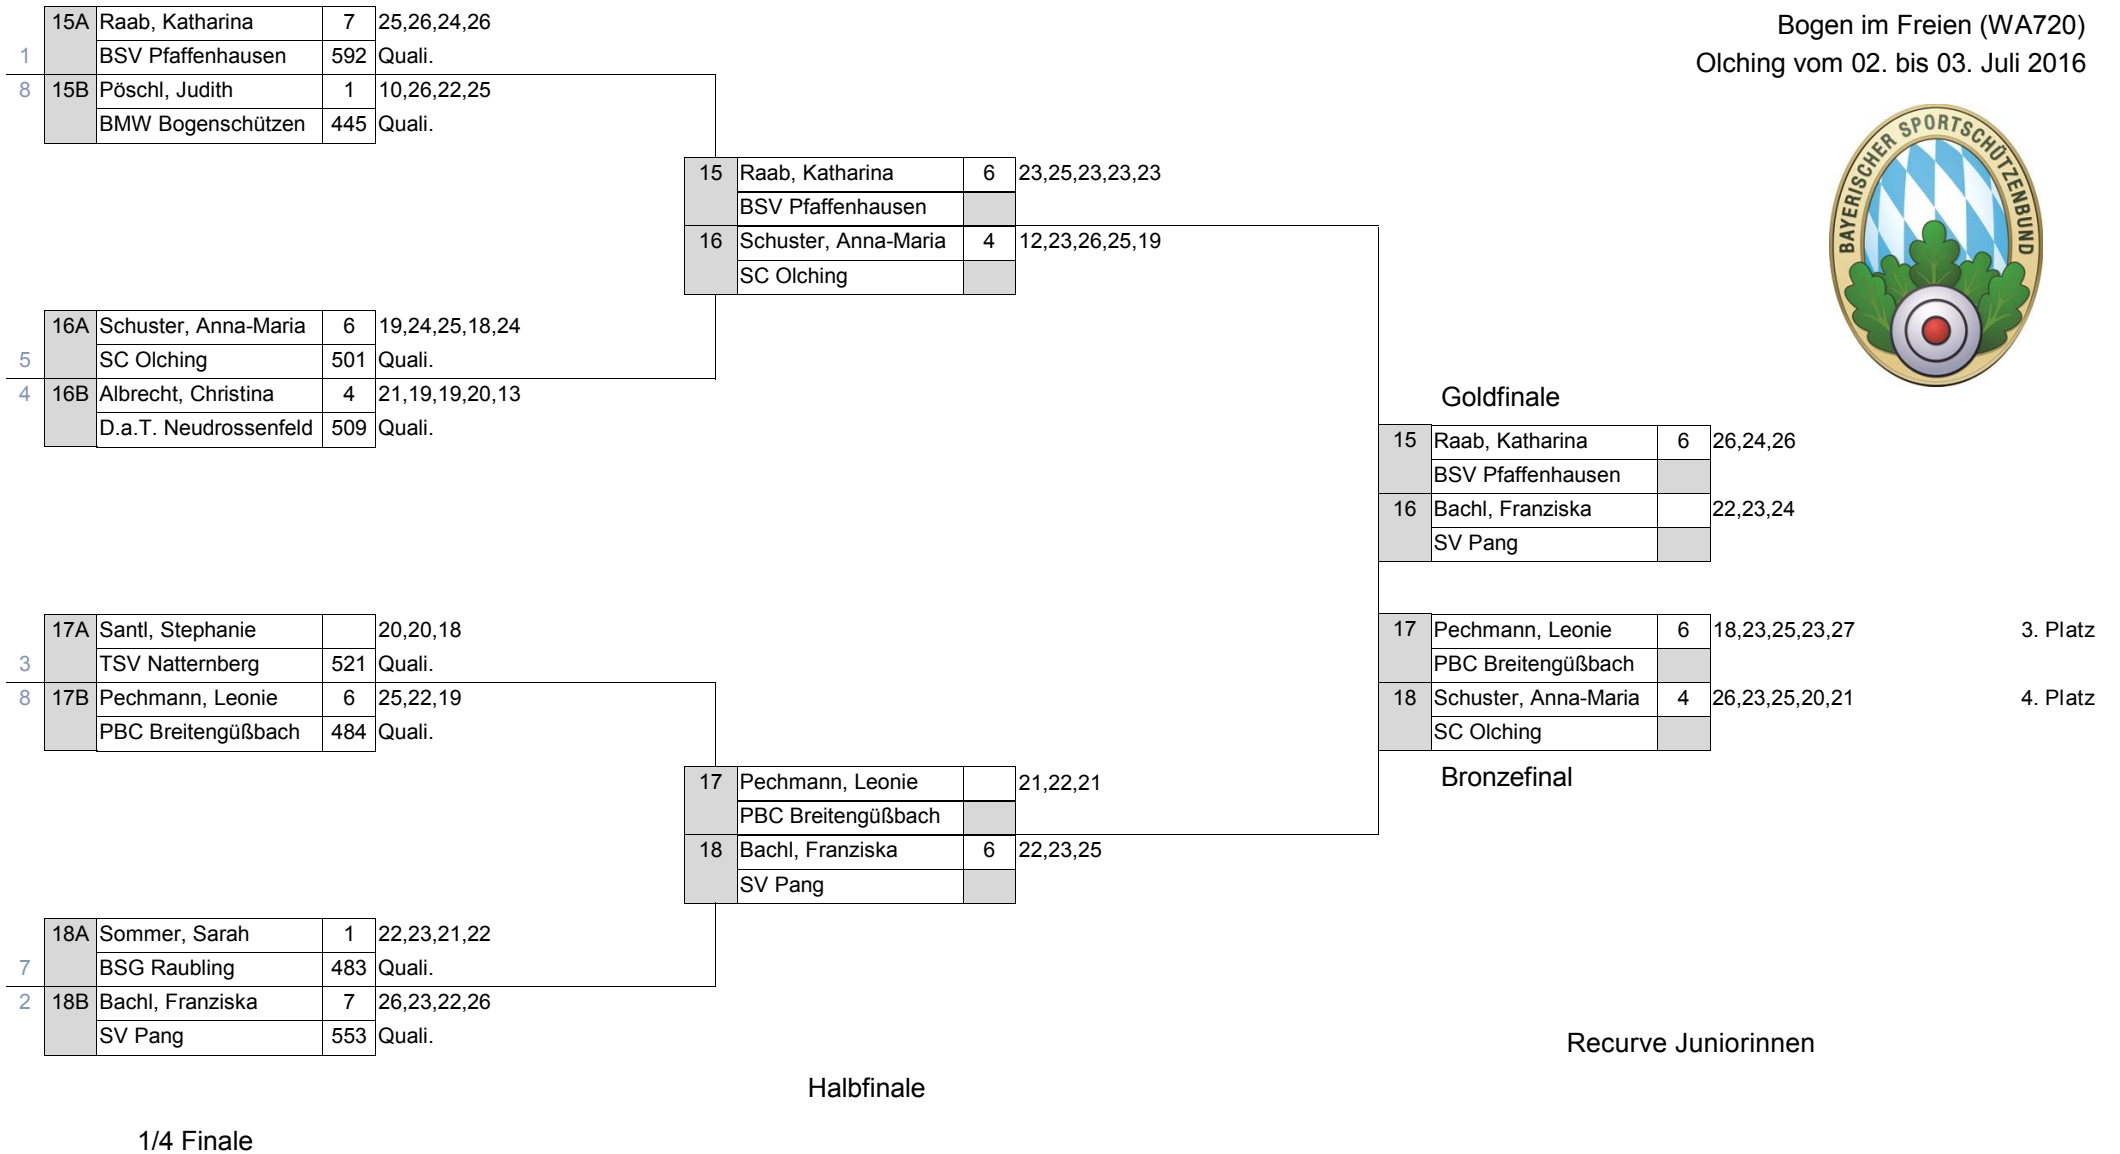 Bogen im Freien (WA720)
Olching vom 02. bis 03. Juli 2016
BAYERISCHER SPORTSCHÜTZENBUND
15A Raab, Katharina 7 25,26,24,26
1 BSV Pfaffenhausen 592 Quali.
8 15B Pöschl, Judith 1 10,26,22,25
BMW Bogenschützen 445 Quali.
16A Schuster, Anna-Maria 6 19,24,25,18,24
5 SC Olching 501 Quali.
4 16B Albrecht, Christina 4 21,19,19,20,13
D.a.T. Neudrossenfeld 509 Quali.
17A Santl, Stephanie 20,20,18
3 TSV Natternberg 521 Quali.
8 17B Pechmann, Leonie 6 25,22,19
PBC Breitengüßbach 484 Quali.
18A Sommer, Sarah 1 22,23,21,22
7 BSG Raubling 483 Quali.
2 18B Bachl, Franziska 7 26,23,22,26
SV Pang 553 Quali.
1/4 Finale
15 Raab, Katharina 6 23,25,23,23,23
BSV Pfaffenhausen
16 Schuster, Anna-Maria 4 12,23,26,25,19
SC Olching
17 Pechmann, Leonie 21,22,21
PBC Breitengüßbach
18 Bachl, Franziska 6 22,23,25
SV Pang
Halbfinale
Goldfinale
15 Raab, Katharina 6 26,24,26
BSV Pfaffenhausen
16 Bachl, Franziska 22,23,24
SV Pang
17 Pechmann, Leonie 6 18,23,25,23,27 3. Platz
PBC Breitengüßbach
18 Schuster, Anna-Maria 4 26,23,25,20,21 4. Platz
SC Olching
Bronzefinal
Recurve Juniorinnen